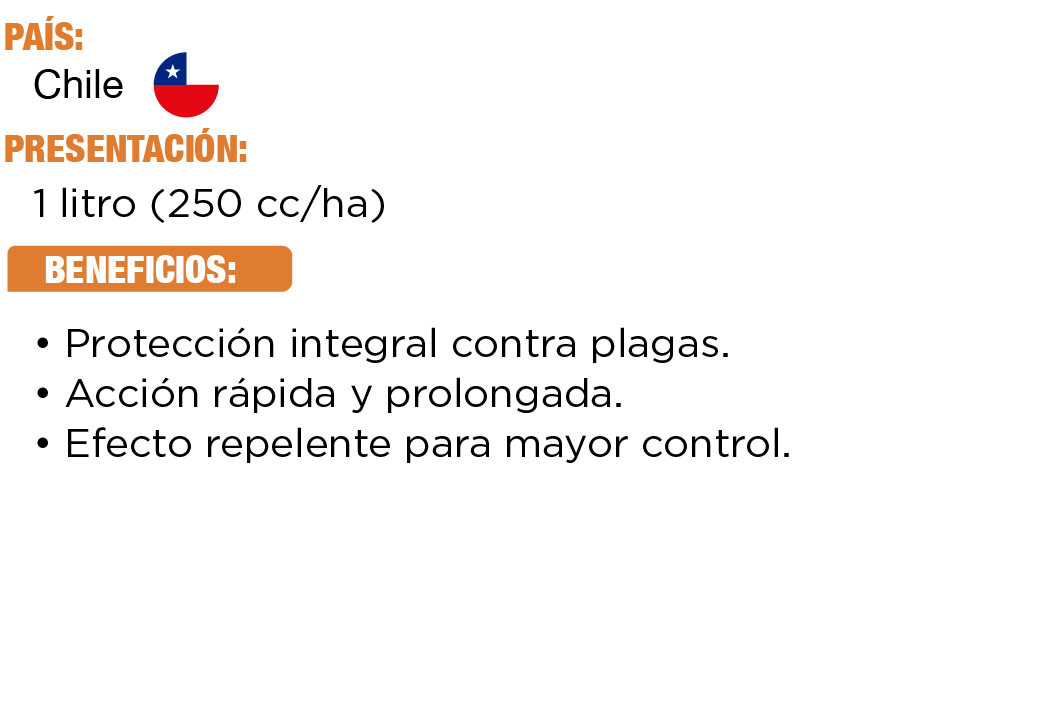 PAÍS:
Chile
PRESENTACIÓN:
1 litro (250 cc/ha)
BENEFICIOS:
• Protección integral contra plagas.
• Acción rápida y prolongada.
• Efecto repelente para mayor control.